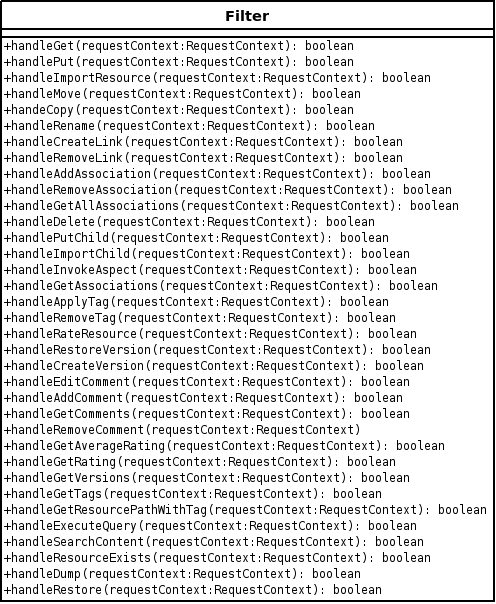 Filter
+handleGet(requestContext:RequestContext): boolean
+handlePut(requestContext:RequestContext): boolean
+handleImportResource(requestContext:RequestContext): boolean
+handleMove(requestContext:RequestContext): boolean
+handeCopy(requestContext:RequestContext): boolean
+handleRename(requestContext:RequestContext): boolean
+handleCreateLink(requestContext:RequestContext): boolean
+handleRemoveLink(requestContext:RequestContext): boolean
+handleAddAssociation(requestContext:RequestContext): boolean
+handleRemoveAssociation(requestContext:RequestContext): boolean
+handleGetAllAssociations(requestContext:RequestContext): boolean
+handleDelete(requestContext:RequestContext): boolean
+handlePutChild(requestContext:RequestContext): boolean
+handleImportChild(requestContext:RequestContext): boolean
+handleInvokeAspect(requestContext:RequestContext): boolean
+handleGetAssociations(requestContext:RequestContext): boolean
+handleApplyTag(requestContext:RequestContext): boolean
+handleRemoveTag(requestContext:RequestContext): boolean
+handleRateResource(requestContext:RequestContext): boolean
+handleRestoreVersion(requestContext:RequestContext): boolean
+handleCreateVersion(requestContext:RequestContext): boolean
+handleEditComment(requestContext:RequestContext): boolean
+handleAddComment(requestContext:RequestContext): boolean
+handleGetComments(requestContext:RequestContext): boolean
+handleRemoveComment(requestContext:RequestContext)
+handleGetAverageRating(requestContext:RequestContext): boolean
+handleGetRating(requestContext:RequestContext): boolean
+handleGetVersions(requestContext:RequestContext): boolean
+handleGetTags(requestContext:RequestContext): boolean
+handleGetResourcePathWithTag(requestContext:RequestContext): boolean
+handleExecuteQuery(requestContext:RequestContext): boolean
+handleSearchContent(requestContext:RequestContext): boolean
+handleResourceExists(requestContext:RequestContext): boolean
+handleDump(requestContext:RequestContext): boolean
+handleRestore(requestContext:RequestContext): boolean